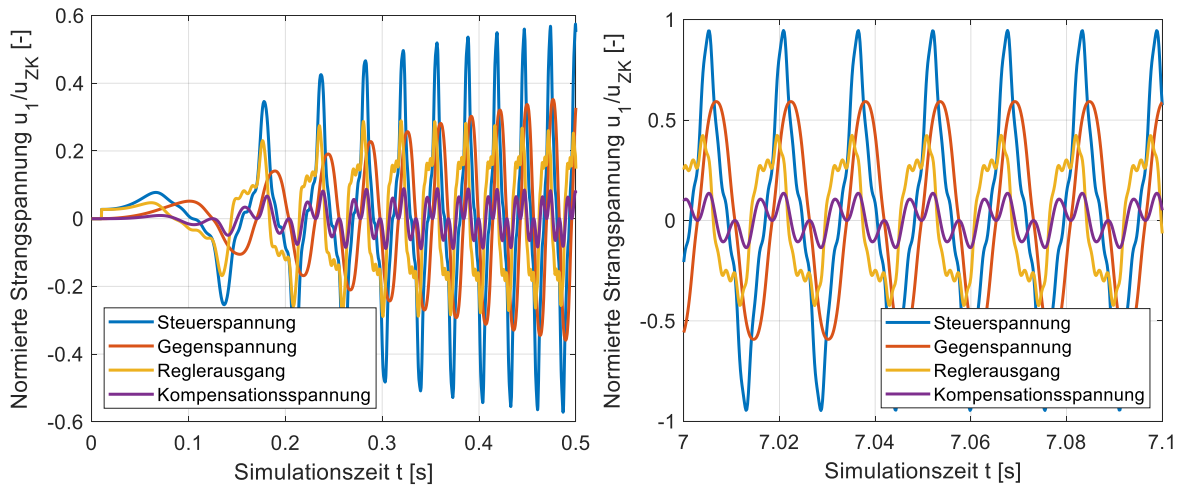 Normierte Strangspannung u1/uZK [-]
0.6
0.4
0.2
0
-0.2
-0.4
-0.6
Steuerspannung
Gegenspannung
Reglerausgang
Kompensationsspannung
0 0.1 0.2 0.3 0.4 0.5
Simulationszeit t [s]
Normierte Strangspannung u1/uZK [-]
1
0.5
0
-0.5
-1
Steuerspannung
Gegenspannung
Reglerausgang
Kompensationsspannung
7 7.02 7.04 7.06 7.08 7.1
Simulationszeit t [s]